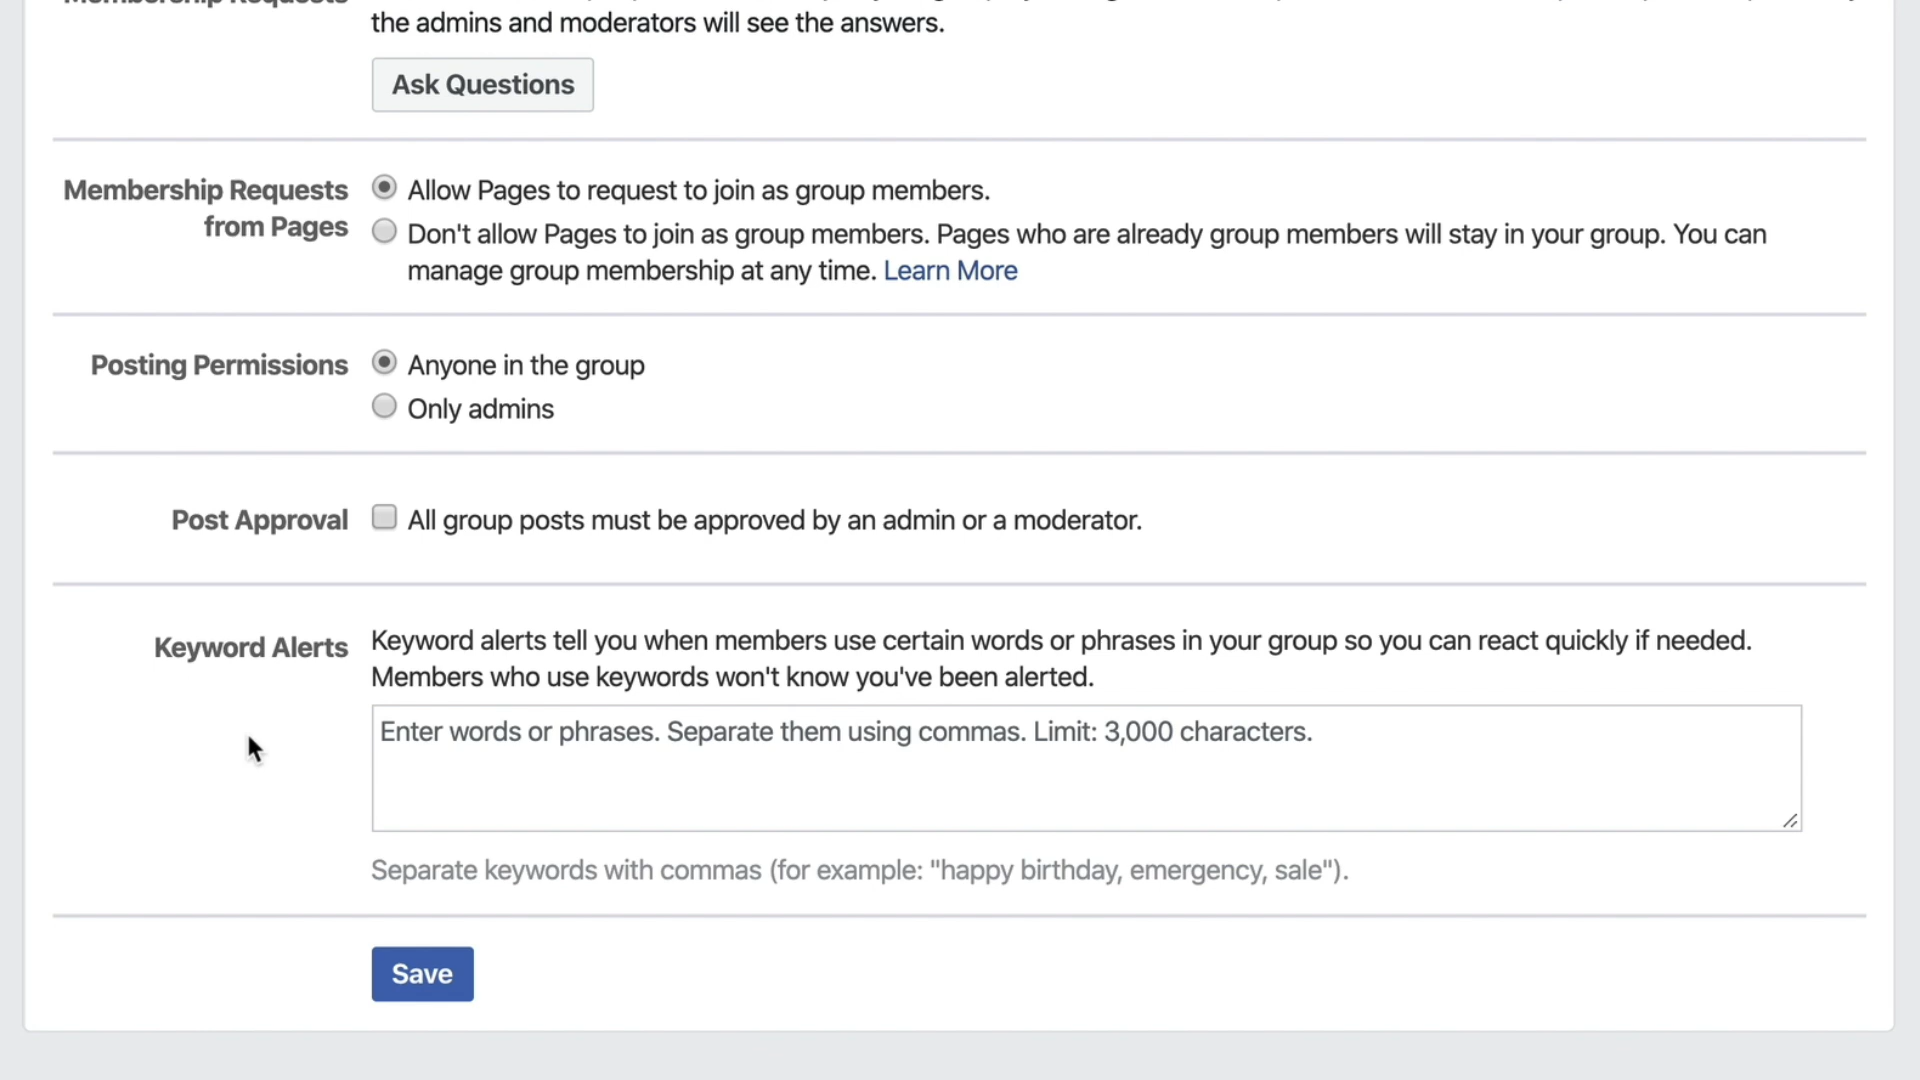 Membership Requests
the admins and moderators will see the answers.
Ask Questions
Membership Requests
from Pages
Allow Pages to request to join as group members.
Don't allow Pages to join as group members. Pages who are already group members will stay in your group. You can
manage group membership at any time. Learn More
Posting Permissions
Anyone in the group
Only admins
Post Approval
All group posts must be approved by an admin or a moderator.
Keyword Alerts
Keyword alerts tell you when members use certain words or phrases in your group so you can react quickly if needed.
Members who use keywords won't know you've been alerted.
Enter words or phrases. Separate them using commas. Limit: 3,000 characters.
Separate keywords with commas (for example: "happy birthday, emergency, sale").
Save